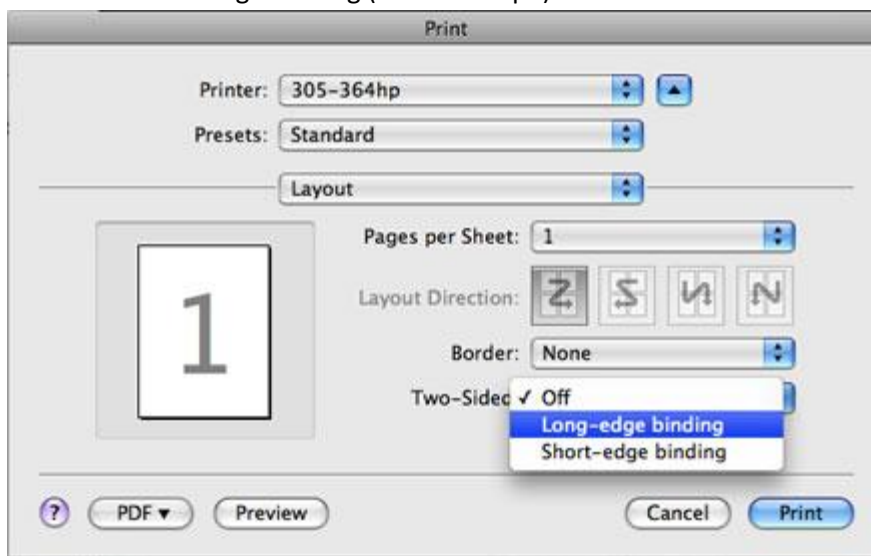 Print
Printer: 305-364hp
Presets: Standard
Layout
Pages per Sheet: 1
1
Layout Direction:
Border: None
Two-Sided ✓ Off
Long-edge binding
Short-edge binding
? PDF ▼ Preview Cancel Print